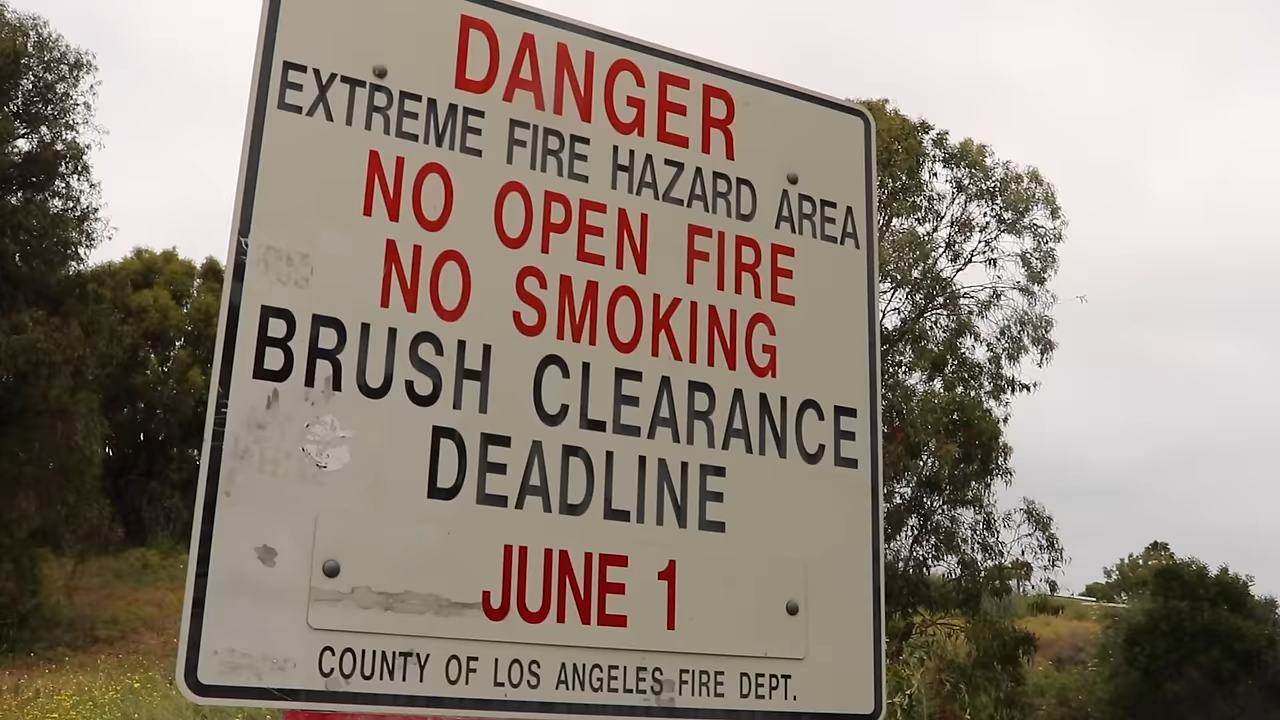 DANGER
EXTREME FIRE HAZARD AREA
NO OPEN FIRE
NO SMOKING
BRUSH CLEARANCE
DEADLINE
JUNE 1
COUNTY OF LOS ANGELES FIRE DEPT.